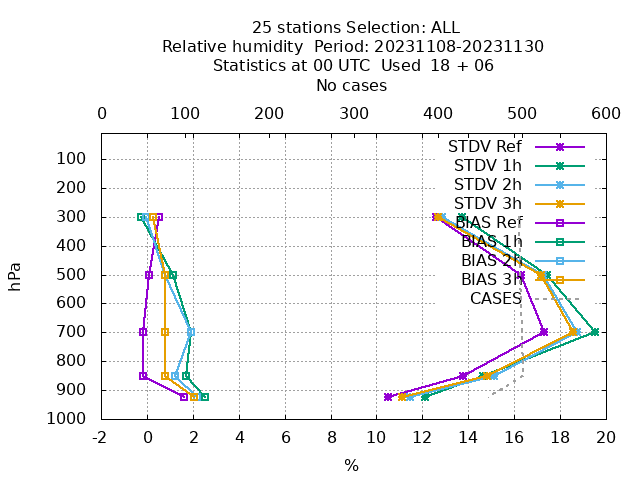 25 stations Selection: ALL
Relative humidity  Period: 20231108-20231130
Statistics at 00 UTC  Used  18 + 06
No cases
0 100 200 300 400 500 600
STDV Ref
STDV 1h
STDV 2h
STDV 3h
BIAS Ref
BIAS 1h
BIAS 2h
BIAS 3h
CASES
100
200
300
400
500
600
700
800
900
1000
hPa
-2 0 2 4 6 8 10 12 14 16 18 20
%